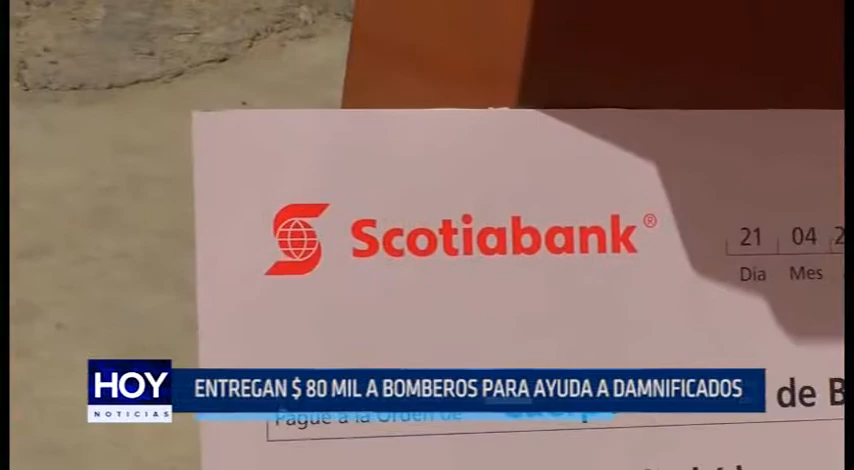 Scotiabank®
21 04 2
Dia Mes
HOY
NOTICIAS
ENTREGAN $ 80 MIL A BOMBEROS PARA AYUDA A DAMNIFICADOS
de B
Pague a la Orden de